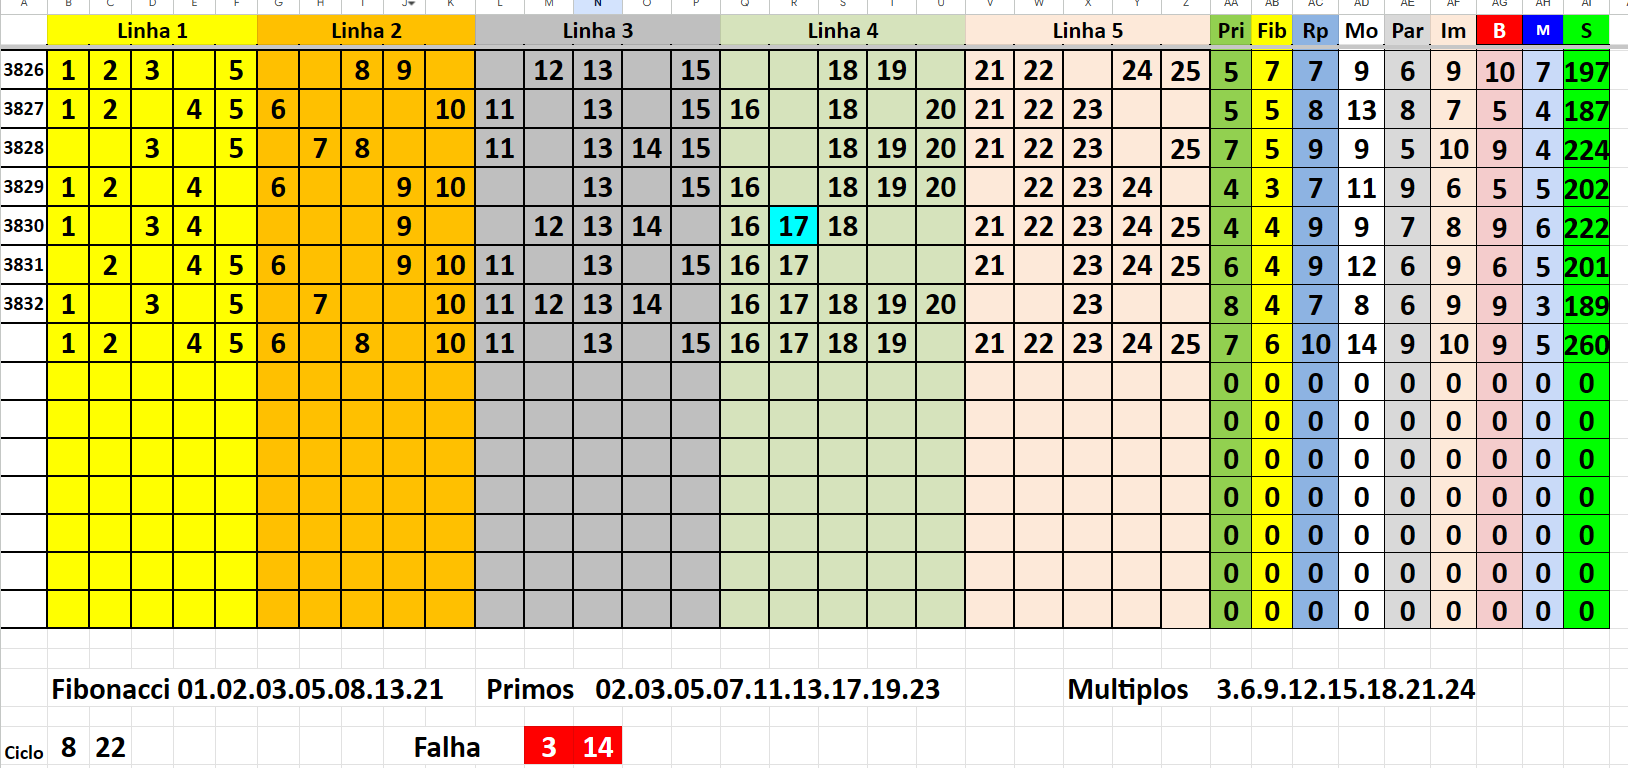 A B C D E F G H I J K L M N O P Q R S T U V W X Y Z AA AB AC AD AE AF AG AH AI
Linha 1 Linha 2 Linha 3 Linha 4 Linha 5 Pri Fib Rp Mo Par Im B M S
3826 1 2 3 5 8 9 12 13 15 18 19 21 22 24 25 5 7 7 9 6 9 10 7 197
3827 1 2 4 5 6 10 11 13 15 16 18 20 21 22 23 5 5 8 13 8 7 5 4 187
3828 3 5 7 8 11 13 14 15 18 19 20 21 22 23 25 7 5 9 9 5 10 9 4 224
3829 1 2 4 6 9 10 13 15 16 18 19 20 22 23 24 4 3 7 11 9 6 5 5 202
3830 1 3 4 9 12 13 14 16 17 18 21 22 23 24 25 4 4 9 9 7 8 9 6 222
3831 2 4 5 6 9 10 11 13 15 16 17 21 23 24 25 6 4 9 12 6 9 6 5 201
3832 1 3 5 7 10 11 12 13 14 16 17 18 19 20 23 8 4 7 8 6 9 9 3 189
1 2 4 5 6 8 10 11 13 15 16 17 18 19 21 22 23 24 25 7 6 10 14 9 10 9 5 260
0 0 0 0 0 0 0 0 0
0 0 0 0 0 0 0 0 0
0 0 0 0 0 0 0 0 0
0 0 0 0 0 0 0 0 0
0 0 0 0 0 0 0 0 0
0 0 0 0 0 0 0 0 0
0 0 0 0 0 0 0 0 0
Fibonacci 01.02.03.05.08.13.21 Primos 02.03.05.07.11.13.17.19.23 Multiplos 3.6.9.12.15.18.21.24
Ciclo 8 22 Falha 3 14